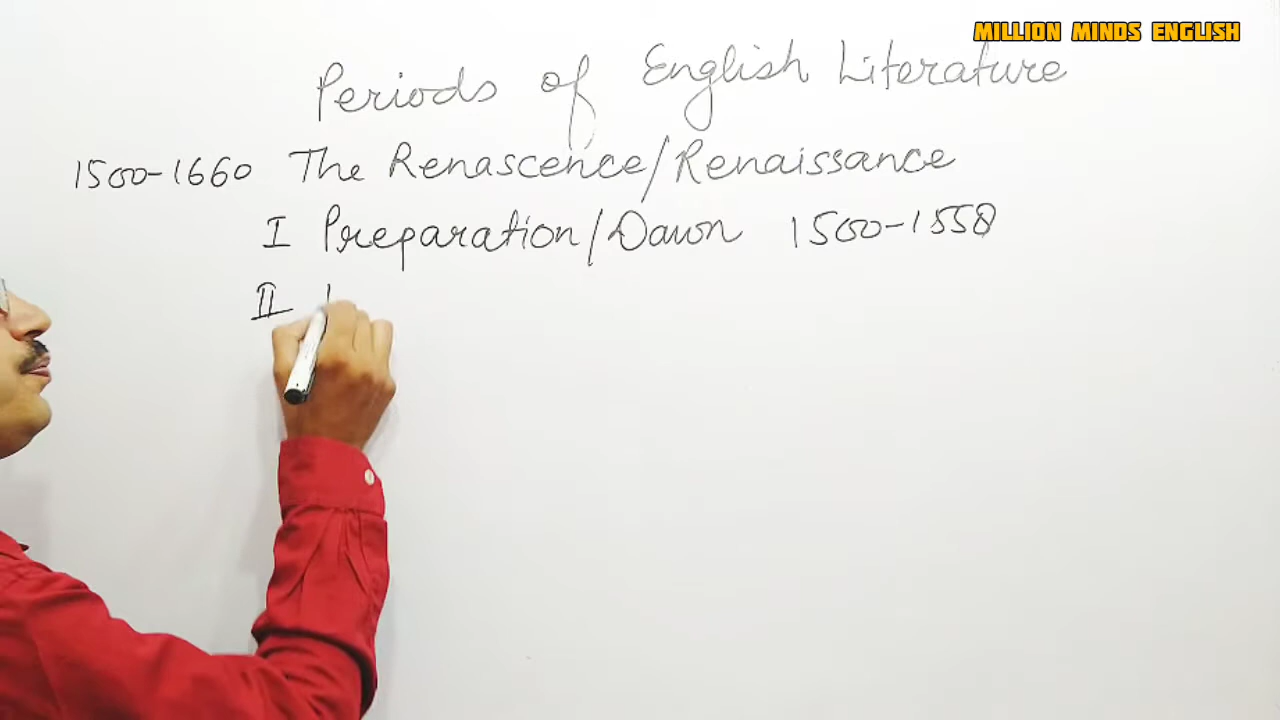 MILLION MINDS ENGLISH
Periods of English Literature
1500-1660 The Renascence/Renaissance
I Preparation/Dawn 1500-1558
II